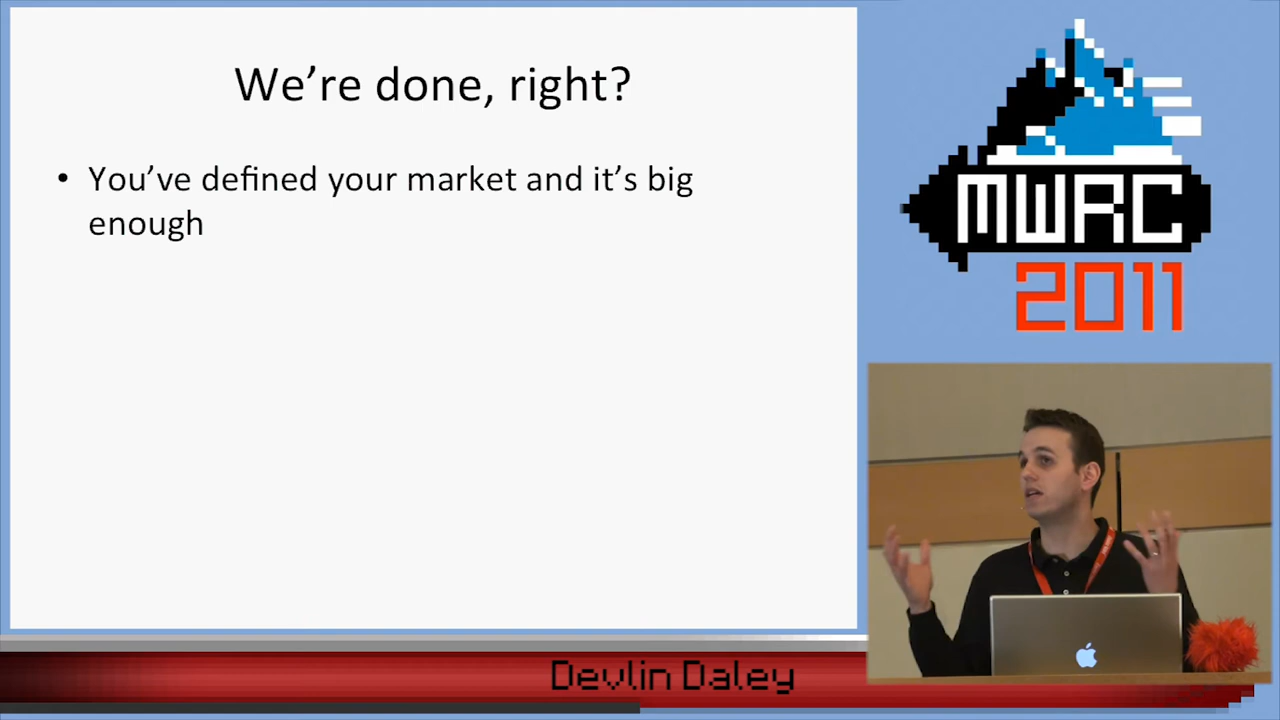 We're done, right?
• You've defined your market and it's big
enough
MWRC
2011
Devlin Daley